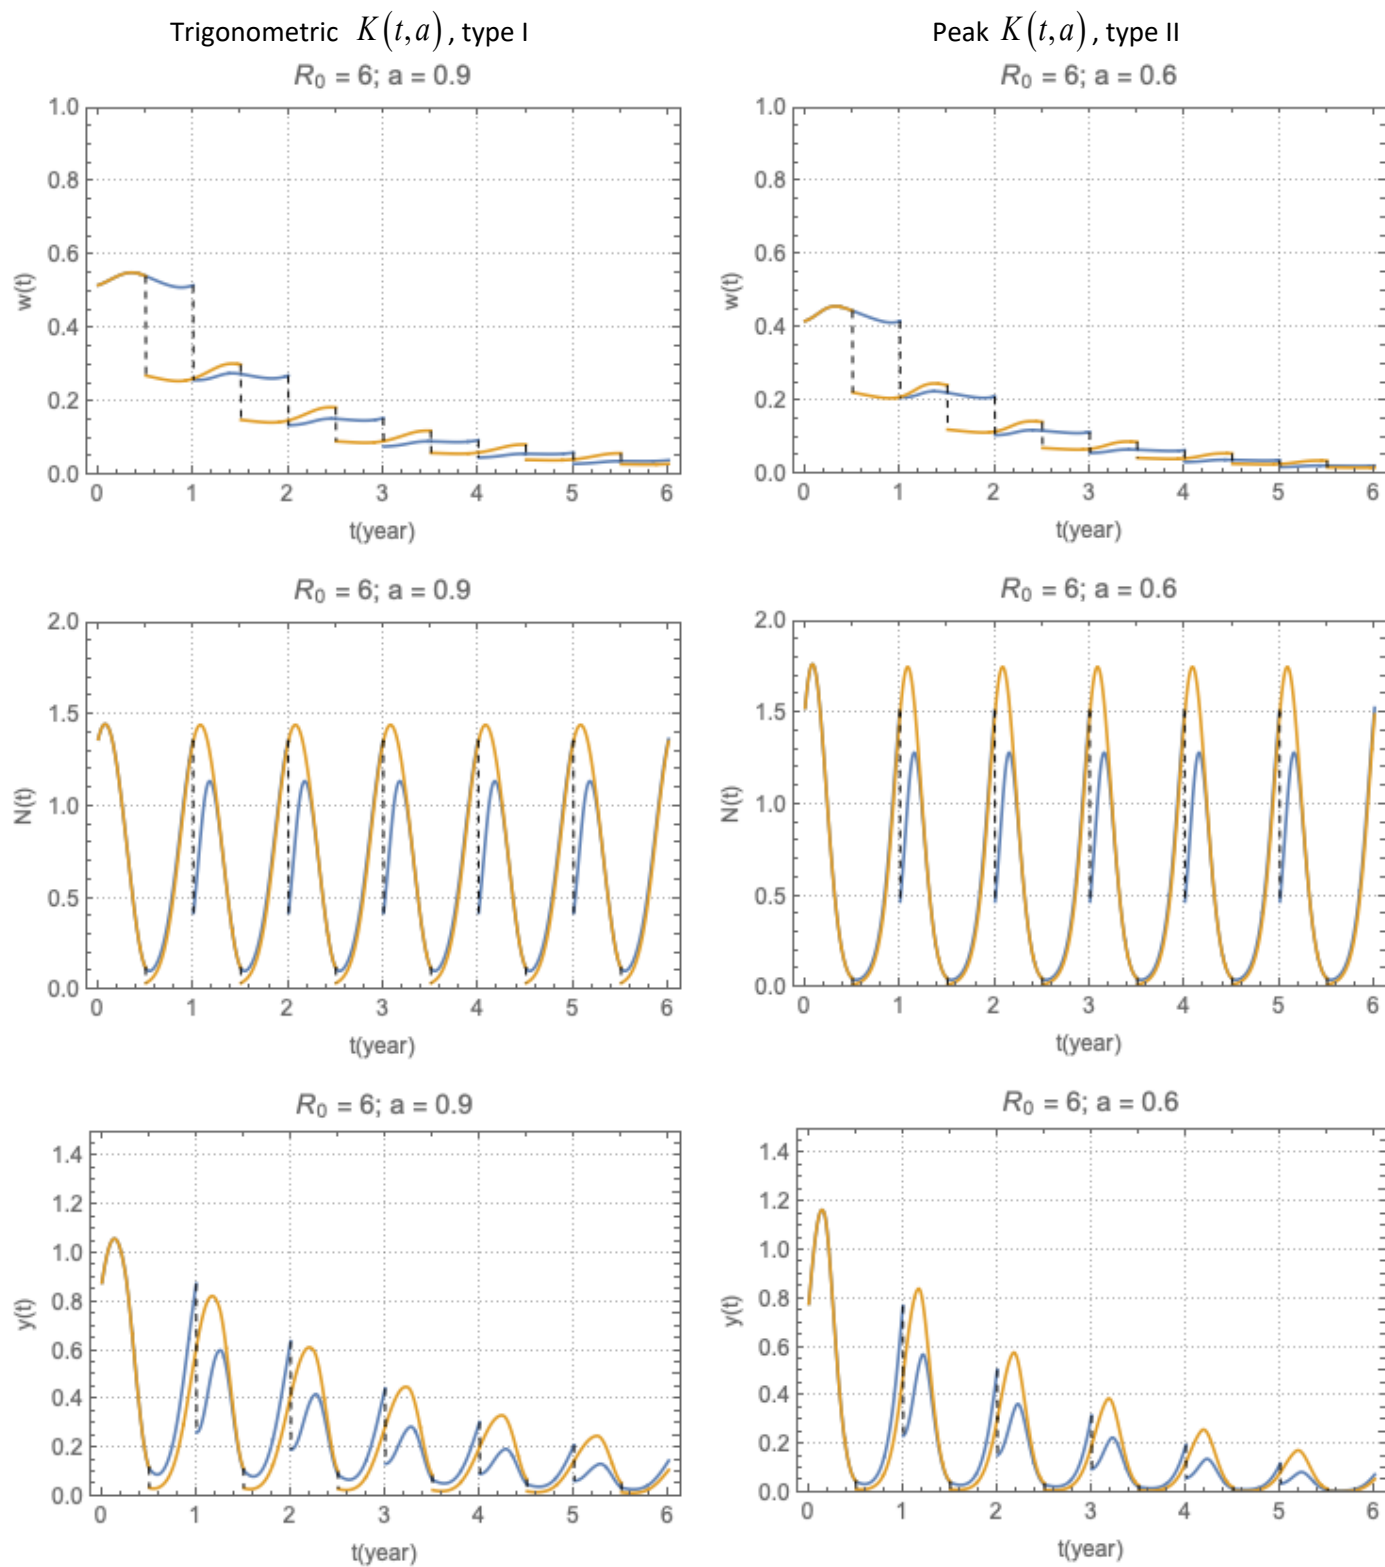 Trigonometric K(t,a), type I
Peak K(t,a), type II
R₀ = 6; a = 0.9
R₀ = 6; a = 0.6
1.0
0.8
0.6
0.4
0.2
0.0
w(t)
0 1 2 3 4 5 6
t(year)
1.0
0.8
0.6
0.4
0.2
0.0
w(t)
0 1 2 3 4 5 6
t(year)
R₀ = 6; a = 0.9
R₀ = 6; a = 0.6
2.0
1.5
1.0
0.5
0.0
N(t)
0 1 2 3 4 5 6
t(year)
2.0
1.5
1.0
0.5
0.0
N(t)
0 1 2 3 4 5 6
t(year)
R₀ = 6; a = 0.9
R₀ = 6; a = 0.6
1.4
1.2
1.0
0.8
0.6
0.4
0.2
0.0
y(t)
0 1 2 3 4 5 6
t(year)
1.4
1.2
1.0
0.8
0.6
0.4
0.2
0.0
y(t)
0 1 2 3 4 5 6
t(year)